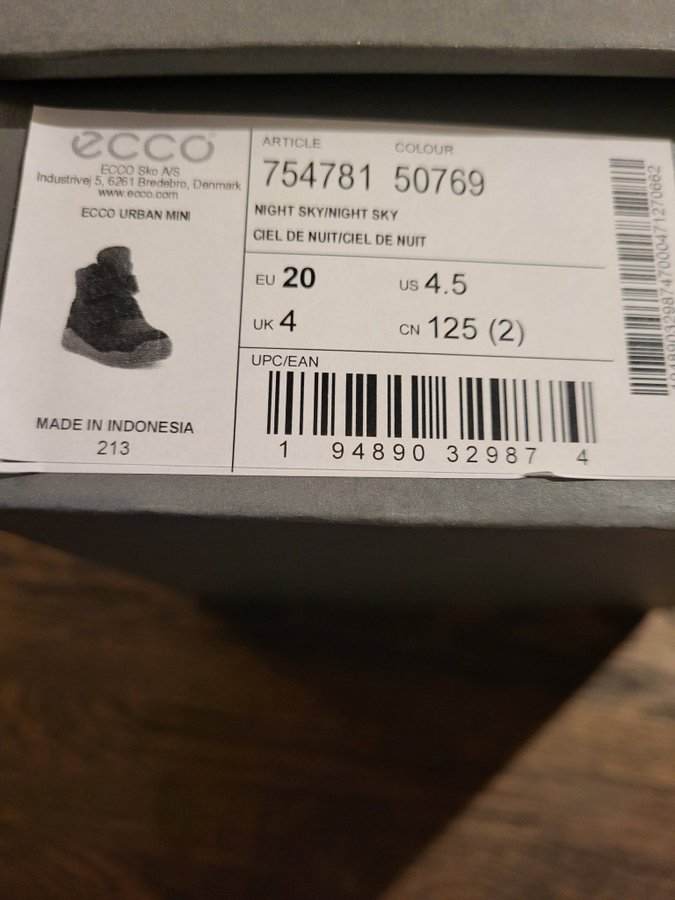 ecco
ECCO Sko A/S
Industrivej 5, 6261 Bredebro, Denmark
www.ecco.com
ECCO URBAN MINI
MADE IN INDONESIA
213
ARTICLE COLOUR
754781 50769
NIGHT SKY/NIGHT SKY
CIEL DE NUIT/CIEL DE NUIT
EU 20 US 4.5
UK 4 CN 125 (2)
UPC/EAN
1 94890 32987 4